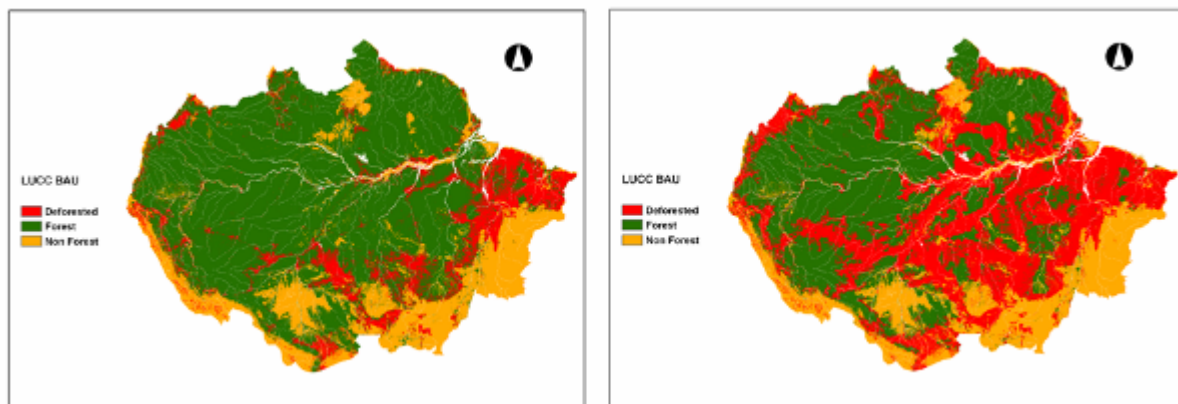 LUCC BAU
Deforested
Forest
Non Forest
LUCC BAU
Deforested
Forest
Non Forest